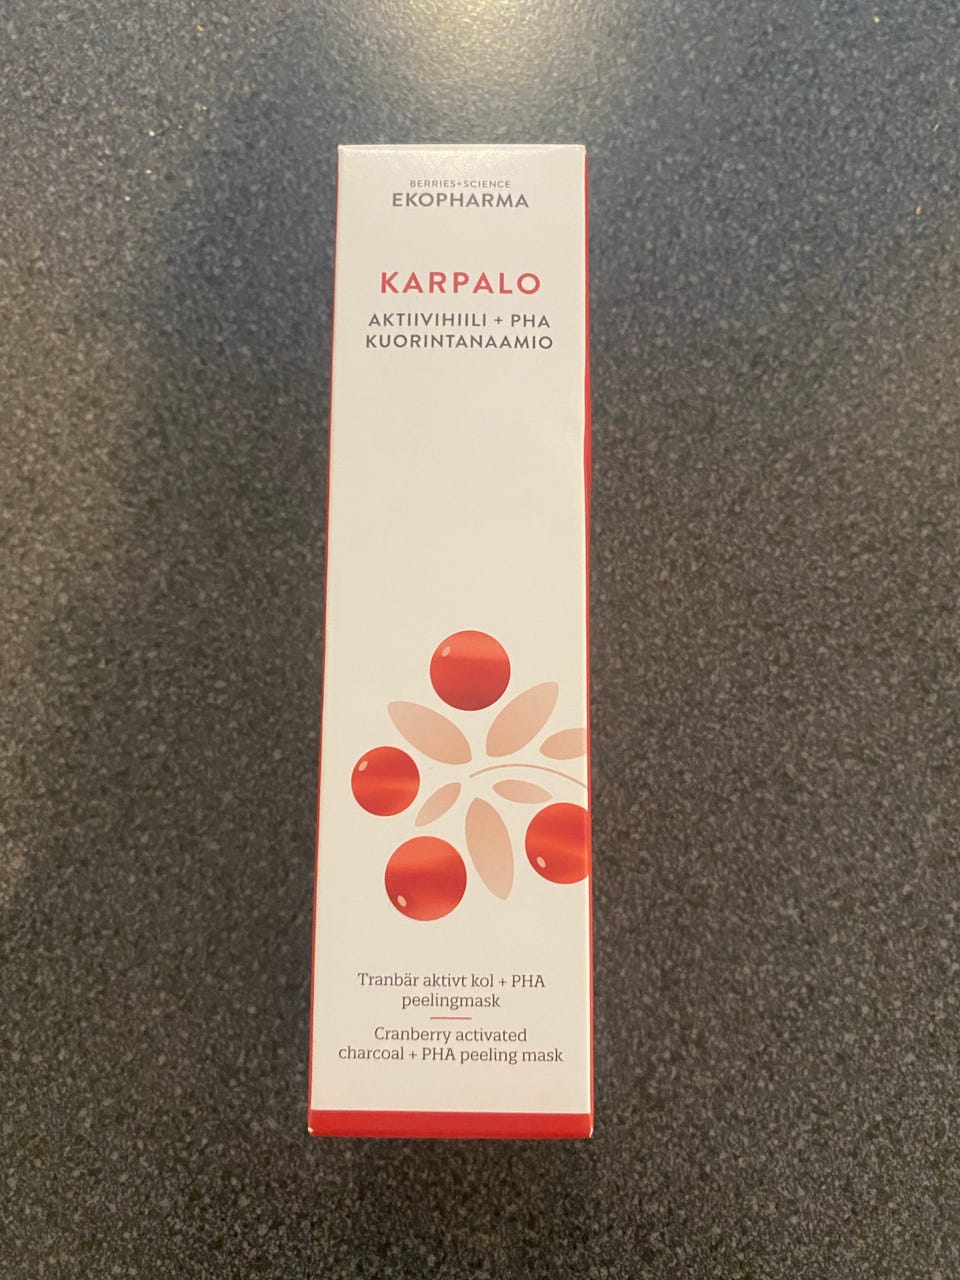 BERRIES+SCIENCE
EKOPHARMA
KARPALO
AKTIIVIHIILI + PHA
KUORINTANAAMIO
Tranbär aktivt kol + PHA
peelingmask
Cranberry activated
charcoal + PHA peeling mask